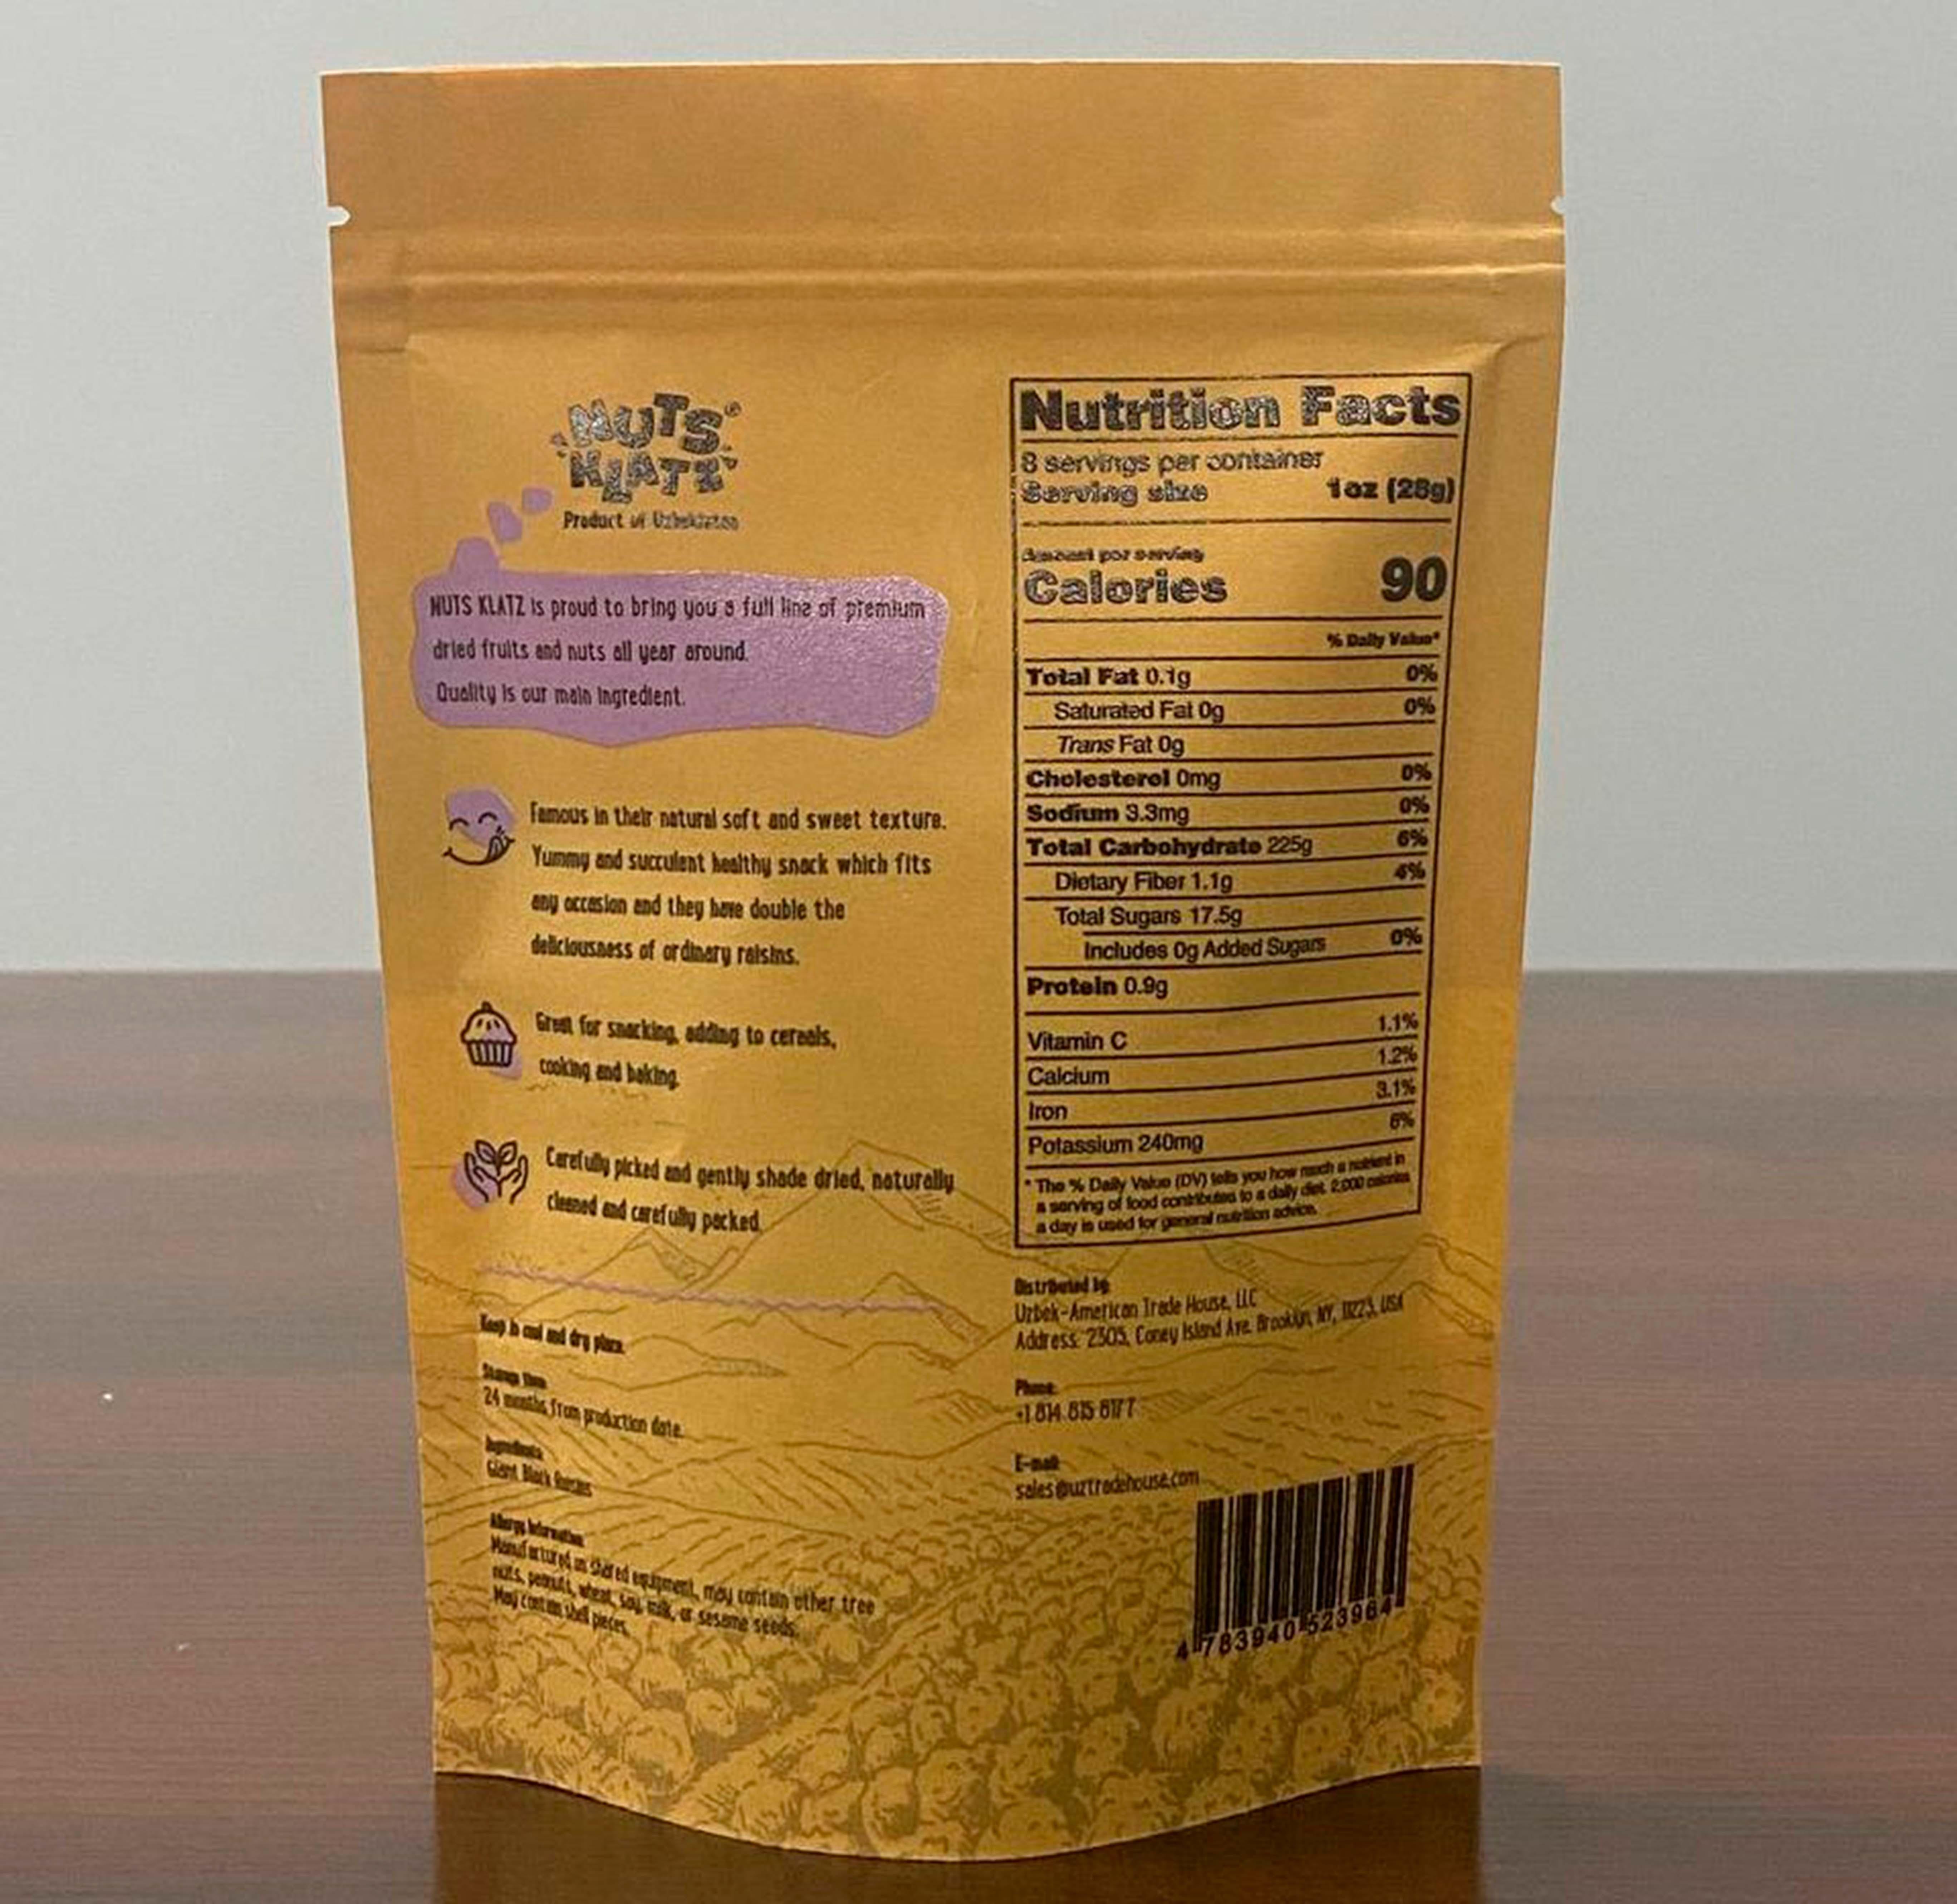 NUTS®
KLATZ
Product of Uzbekistan
NUTS KLATZ is proud to bring you a full line of premium
dried fruits and nuts all year around.
Quality is our main ingredient.
Famous in their natural soft and sweet texture.
Yummy and succulent healthy snack which fits
any occasion and they have double the
deliciousness of ordinary raisins.
Great for snacking, adding to cereals,
cooking and baking.
Carefully picked and gently shade dried, naturally
cleaned and carefully packed.
Keep in cool and dry place.
Storage time
24 months from production date.
Ingredients
Giant Black Raisins
Allergy Information
Manufactured on shared equipment, may contain other tree
nuts, peanuts, wheat, soy, milk, or sesame seeds.
May contain shell pieces.
Nutrition Facts
8 servings per container
Serving size 1oz (28g)
Amount per serving
Calories 90
% Daily Value*
Total Fat 0.1g 0%
Saturated Fat 0g 0%
Trans Fat 0g
Cholesterol 0mg 0%
Sodium 3.3mg 0%
Total Carbohydrate 225g 6%
Dietary Fiber 1.1g 4%
Total Sugars 17.5g
Includes 0g Added Sugars 0%
Protein 0.9g
Vitamin C 1.1%
Calcium 1.2%
Iron 3.1%
Potassium 240mg 6%
* The % Daily Value (DV) tells you how much a nutrient in
a serving of food contributes to a daily diet. 2,000 calories
a day is used for general nutrition advice.
Distributed by
Uzbek-American Trade House, LLC
Address: 2305, Coney Island Ave. Brooklyn, NY, 11223, USA
Phone:
+1 814 815 8177
E-mail
sales@uztradehouse.com
4 783940 523984